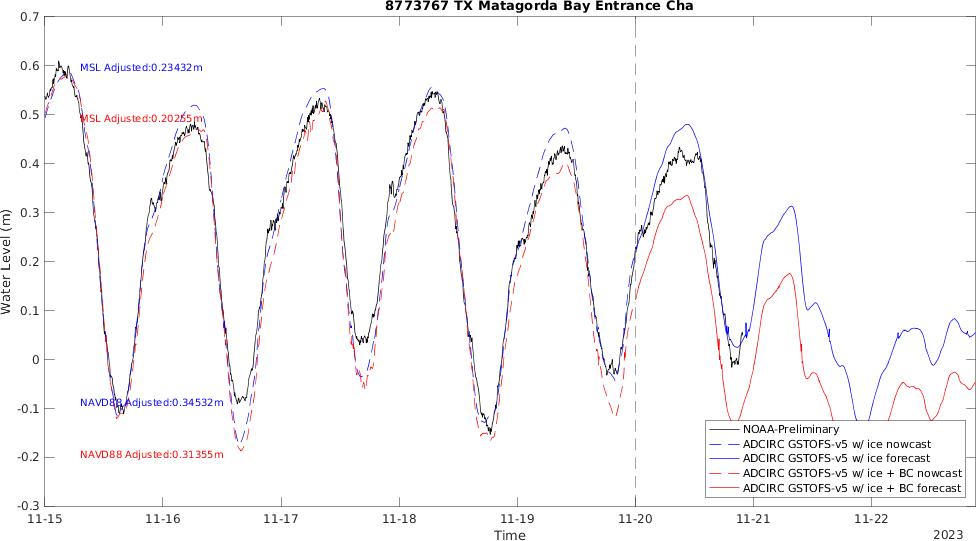 8773767 TX Matagorda Bay Entrance Cha
0.7
0.6
0.5
0.4
0.3
0.2
0.1
0
-0.1
-0.2
-0.3
Water Level (m)
MSL Adjusted:0.23432m
MSL Adjusted:0.20255m
NAVD88 Adjusted:0.34532m
NAVD88 Adjusted:0.31355m
NOAA-Preliminary
ADCIRC GSTOFS-v5 w/ ice nowcast
ADCIRC GSTOFS-v5 w/ ice forecast
ADCIRC GSTOFS-v5 w/ ice + BC nowcast
ADCIRC GSTOFS-v5 w/ ice + BC forecast
11-15 11-16 11-17 11-18 11-19 11-20 11-21 11-22
Time
2023